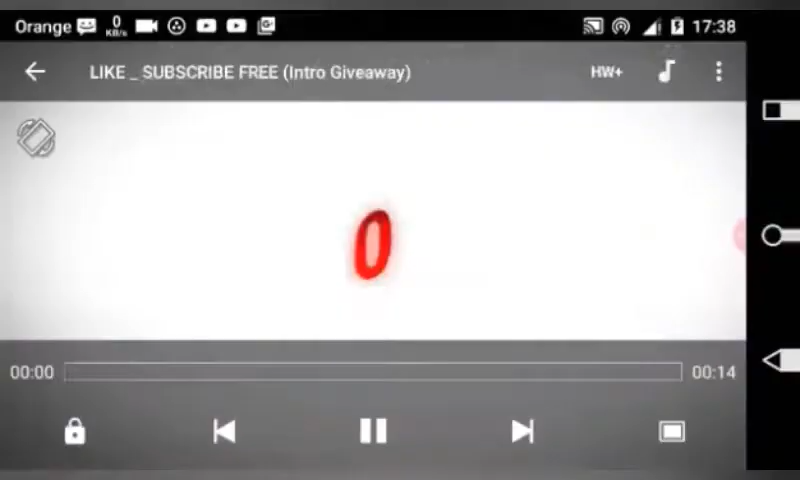 Orange 0 KB/s 17:38
LIKE _ SUBSCRIBE FREE (Intro Giveaway) HW+
0
00:00 00:14